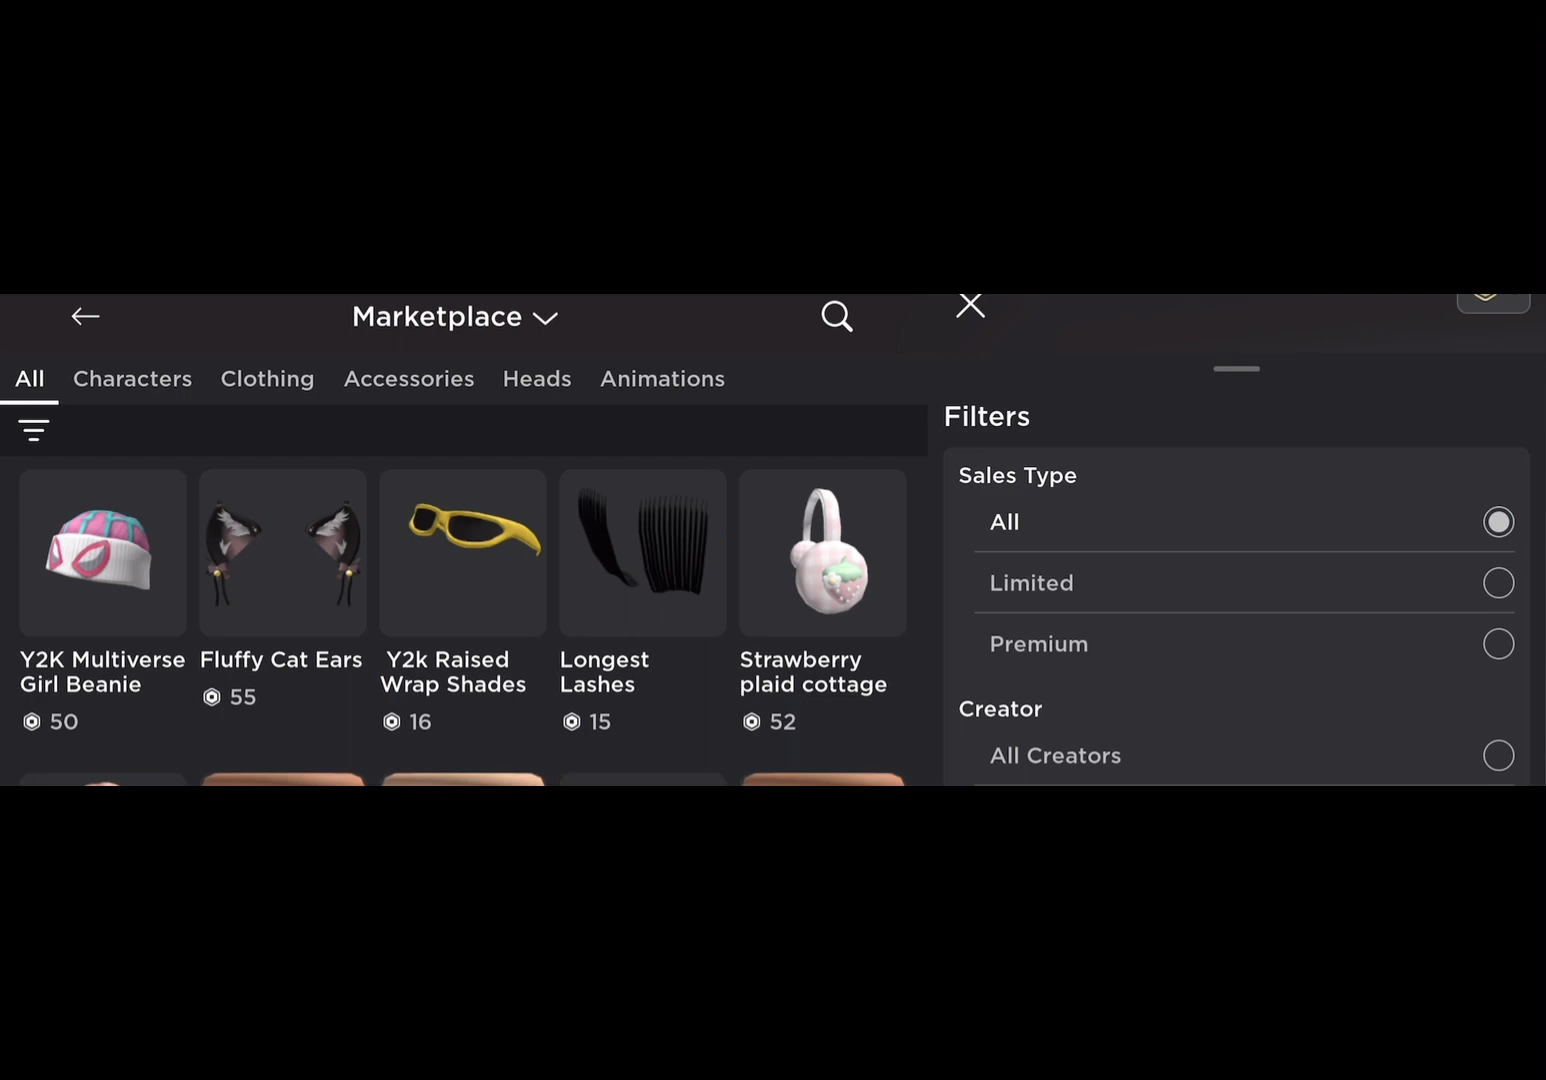 Marketplace
All Characters Clothing Accessories Heads Animations
Y2K Multiverse
Girl Beanie
50
Fluffy Cat Ears
55
Y2k Raised
Wrap Shades
16
Longest
Lashes
15
Strawberry
plaid cottage
52
Filters
Sales Type
All
Limited
Premium
Creator
All Creators